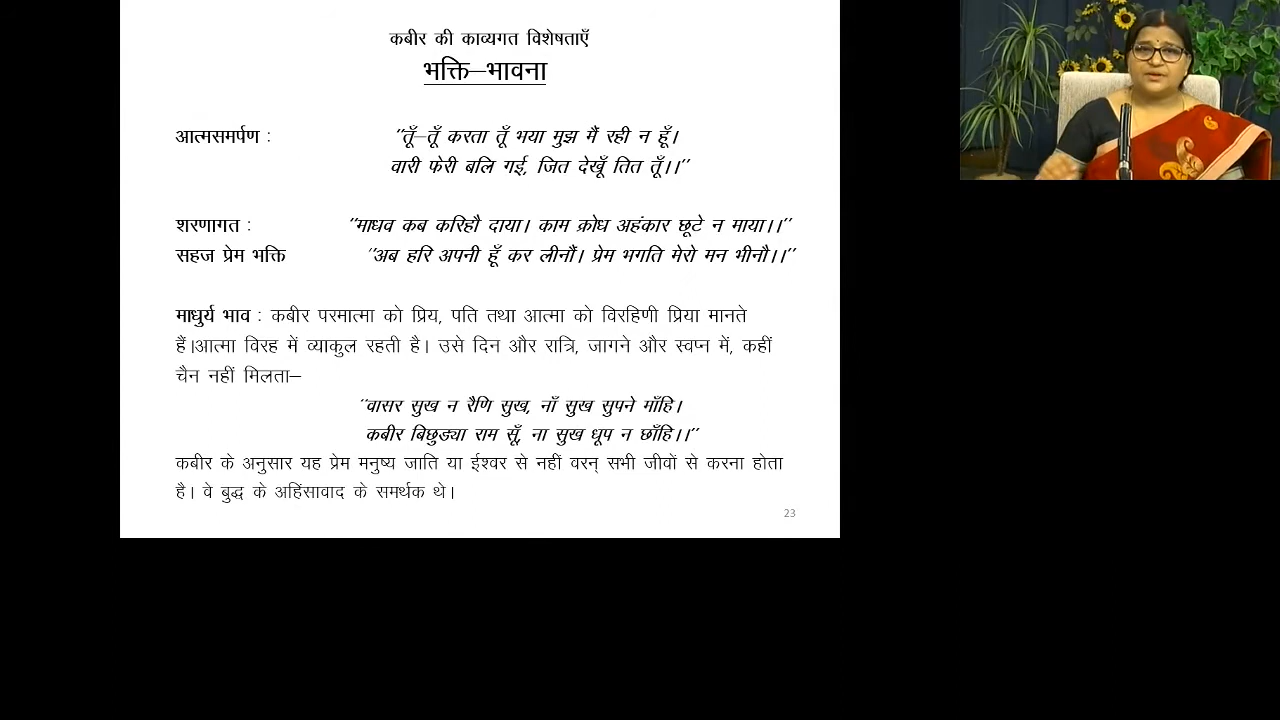 कबीर की काव्यगत विशेषताएँ
भक्ति–भावना
आत्मसमर्पण : "तूँ–तूँ करता तूँ भया मुझ मैं रही न हूँ।
वारी फेरी बलि गई, जित देखूँ तित तूँ।।"
शरणागत : "माधव कब करिहौ दाया। काम क्रोध अहंकार छूटे न माया।।"
सहज प्रेम भक्ति "अब हरि अपनी हूँ कर लीनौं। प्रेम भगति मेरो मन भीनौ।।"
माधुर्य भाव : कबीर परमात्मा को प्रिय, पति तथा आत्मा को विरहिणी प्रिया मानते
हैं।आत्मा विरह में व्याकुल रहती है। उसे दिन और रात्रि, जागने और स्वप्न में, कहीं
चैन नहीं मिलता–
"वासर सुख न रैणि सुख, नाँ सुख सुपने माँहि।
कबीर बिछुड्या राम सूँ, ना सुख धूप न छाँहि।।"
कबीर के अनुसार यह प्रेम मनुष्य जाति या ईश्वर से नहीं वरन् सभी जीवों से करना होता
है। वे बुद्ध के अहिंसावाद के समर्थक थे।
23